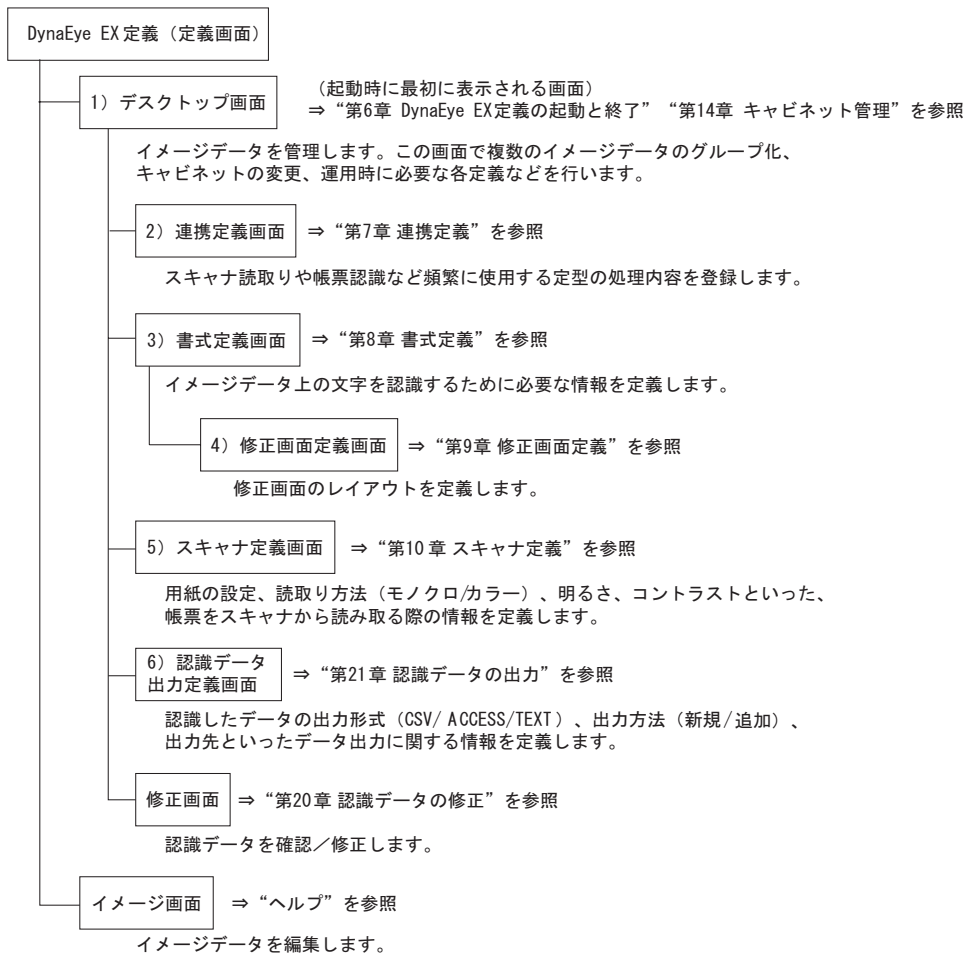 DynaEye EX定義（定義画面）
1）デスクトップ画面
（起動時に最初に表示される画面）
⇒ “第6章 DynaEye EX定義の起動と終了” “第14章 キャビネット管理” を参照
イメージデータを管理します。この画面で複数のイメージデータのグループ化、
キャビネットの変更、運用時に必要な各定義などを行います。
2）連携定義画面 ⇒ “第7章 連携定義” を参照
スキャナ読取りや帳票認識など頻繁に使用する定型の処理内容を登録します。
3）書式定義画面 ⇒ “第8章 書式定義” を参照
イメージデータ上の文字を認識するために必要な情報を定義します。
4）修正画面定義画面 ⇒ “第9章 修正画面定義” を参照
修正画面のレイアウトを定義します。
5）スキャナ定義画面 ⇒ “第10章 スキャナ定義” を参照
用紙の設定、読取り方法（モノクロ/カラー）、明るさ、コントラストといった、
帳票をスキャナから読み取る際の情報を定義します。
6）認識データ
出力定義画面 ⇒ “第21章 認識データの出力” を参照
認識したデータの出力形式（CSV/ACCESS/TEXT）、出力方法（新規/追加）、
出力先といったデータ出力に関する情報を定義します。
修正画面 ⇒ “第20章 認識データの修正” を参照
認識データを確認／修正します。
イメージ画面 ⇒ “ヘルプ” を参照
イメージデータを編集します。